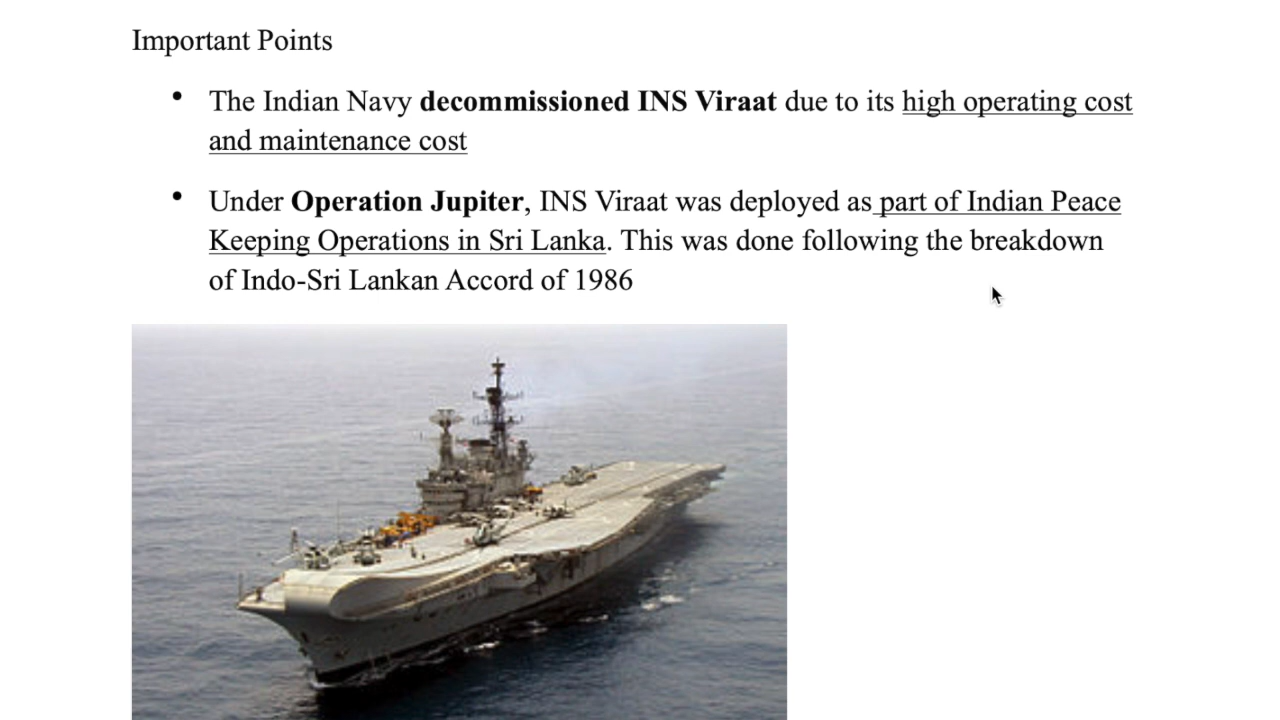 Important Points
• The Indian Navy decommissioned INS Viraat due to its high operating cost
and maintenance cost
• Under Operation Jupiter, INS Viraat was deployed as part of Indian Peace
Keeping Operations in Sri Lanka. This was done following the breakdown
of Indo-Sri Lankan Accord of 1986